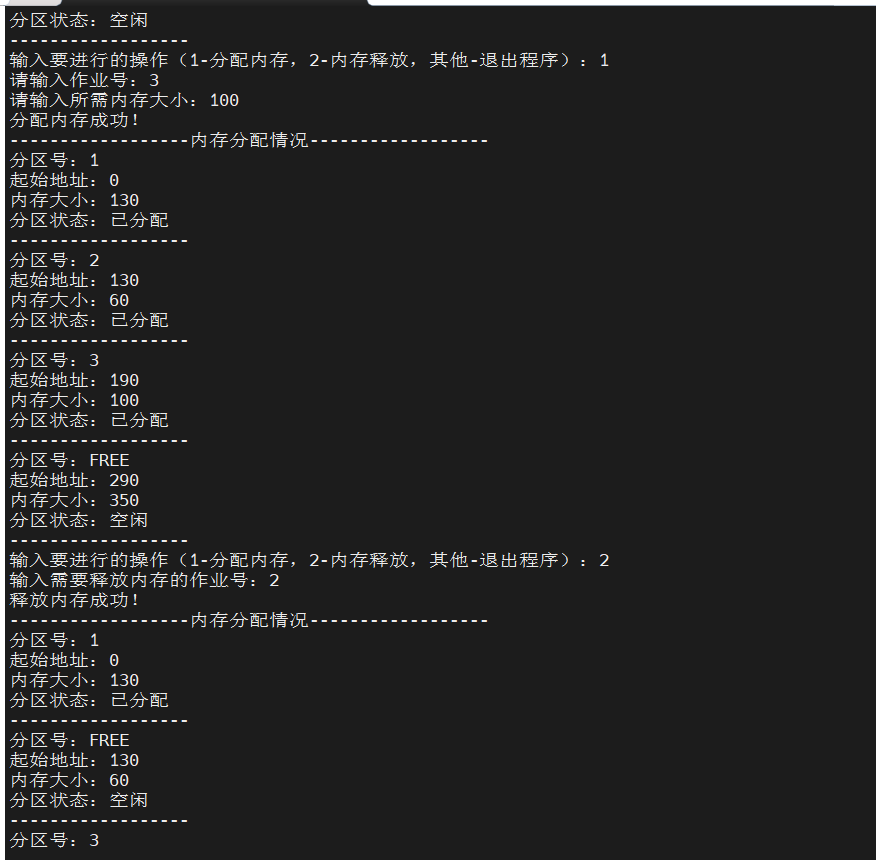 分区状态：空闲
------------------
输入要进行的操作（1-分配内存，2-内存释放，其他-退出程序）：1
请输入作业号：3
请输入所需内存大小：100
分配内存成功！
------------------内存分配情况------------------
分区号：1
起始地址：0
内存大小：130
分区状态：已分配
------------------
分区号：2
起始地址：130
内存大小：60
分区状态：已分配
------------------
分区号：3
起始地址：190
内存大小：100
分区状态：已分配
------------------
分区号：FREE
起始地址：290
内存大小：350
分区状态：空闲
------------------
输入要进行的操作（1-分配内存，2-内存释放，其他-退出程序）：2
输入需要释放内存的作业号：2
释放内存成功！
------------------内存分配情况------------------
分区号：1
起始地址：0
内存大小：130
分区状态：已分配
------------------
分区号：FREE
起始地址：130
内存大小：60
分区状态：空闲
------------------
分区号：3